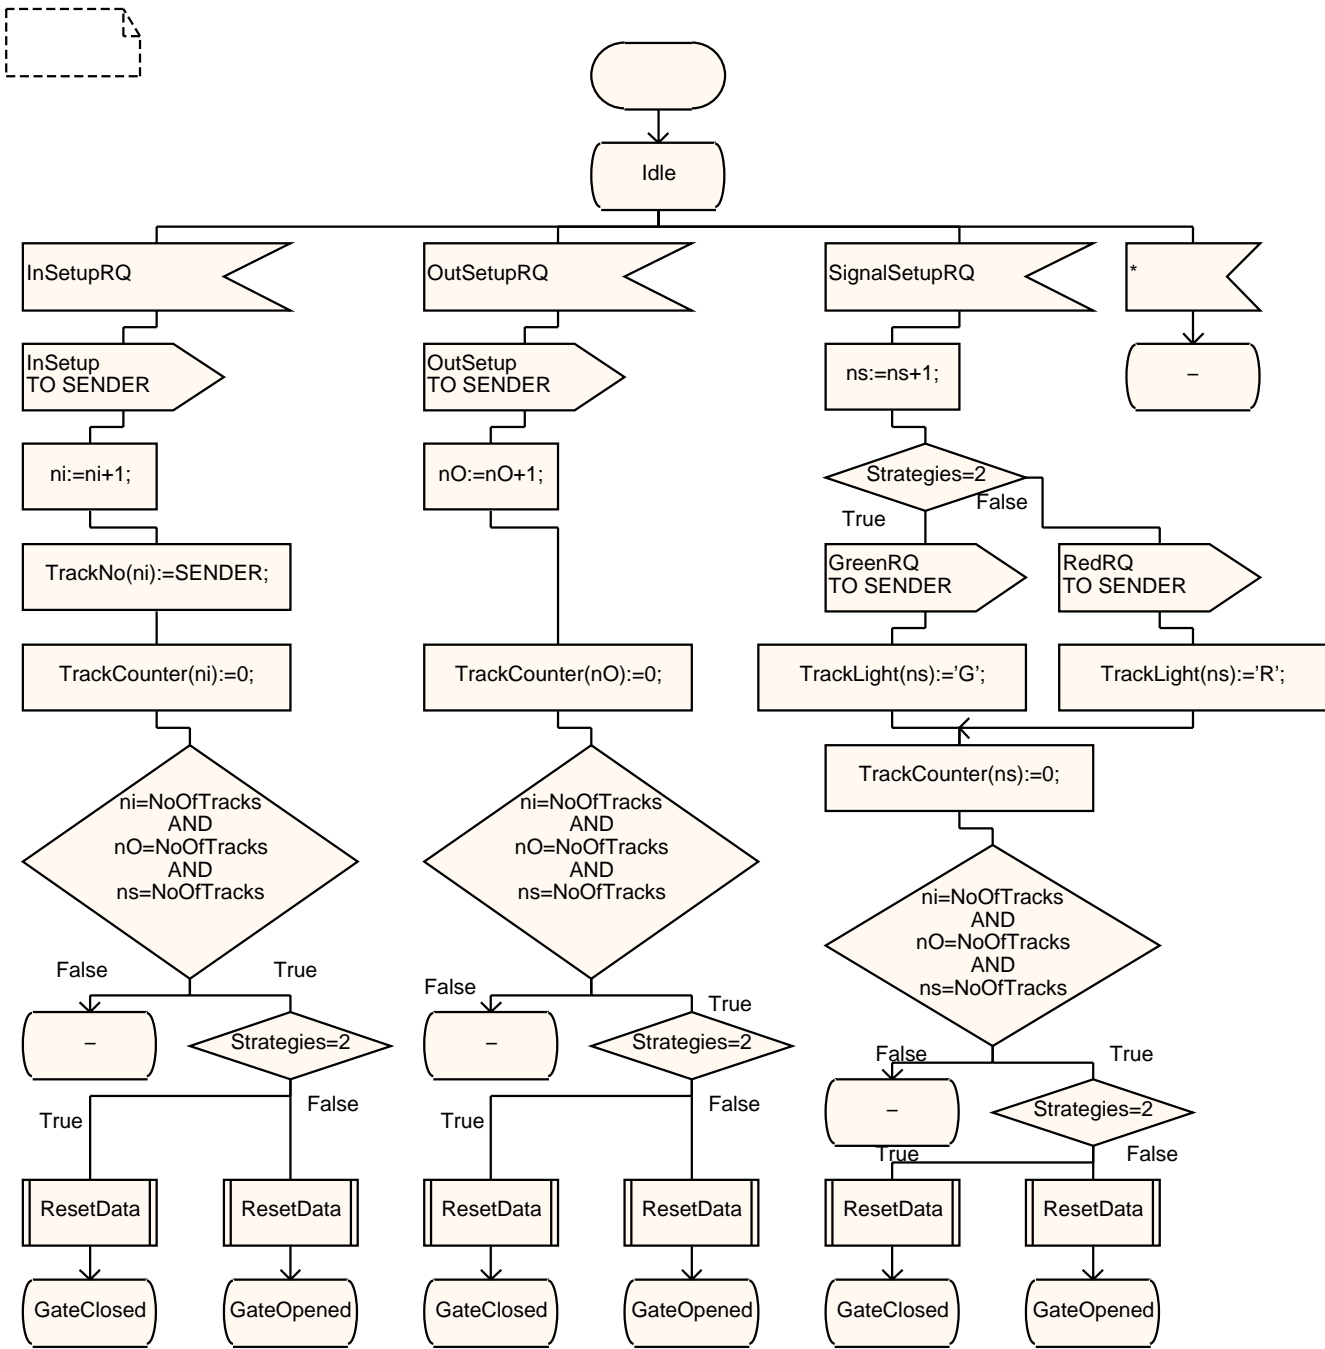 Idle
InSetupRQ
OutSetupRQ
SignalSetupRQ
*
InSetup
TO SENDER
OutSetup
TO SENDER
ns:=ns+1;
–
ni:=ni+1;
nO:=nO+1;
Strategies=2
True
False
TrackNo(ni):=SENDER;
GreenRQ
TO SENDER
RedRQ
TO SENDER
TrackCounter(ni):=0;
TrackCounter(nO):=0;
TrackLight(ns):=’G’;
TrackLight(ns):=’R’;
TrackCounter(ns):=0;
ni=NoOfTracks
AND
nO=NoOfTracks
AND
ns=NoOfTracks
ni=NoOfTracks
AND
nO=NoOfTracks
AND
ns=NoOfTracks
ni=NoOfTracks
AND
nO=NoOfTracks
AND
ns=NoOfTracks
False
True
False
True
–
Strategies=2
–
Strategies=2
False
True
–
Strategies=2
True
False
True
False
True
False
ResetData
ResetData
ResetData
ResetData
ResetData
ResetData
GateClosed
GateOpened
GateClosed
GateOpened
GateClosed
GateOpened